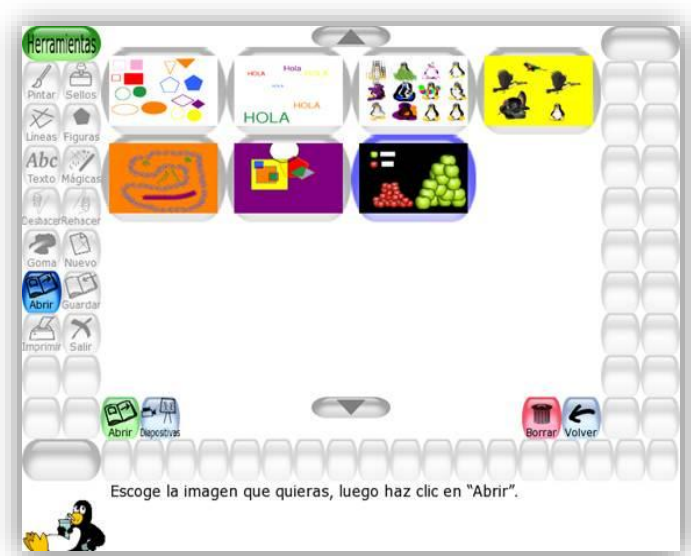 Herramientas
Pintar Sellos
Líneas Figuras
Abc
Texto Mágicas
Deshacer Rehacer
Goma Nuevo
Abrir Guardar
Imprimir Salir
HOLA Hola HOLA
HOLA
HOLA
HOLA
Abrir Diapositivas
Borrar Volver
Escoge la imagen que quieras, luego haz clic en “Abrir”.